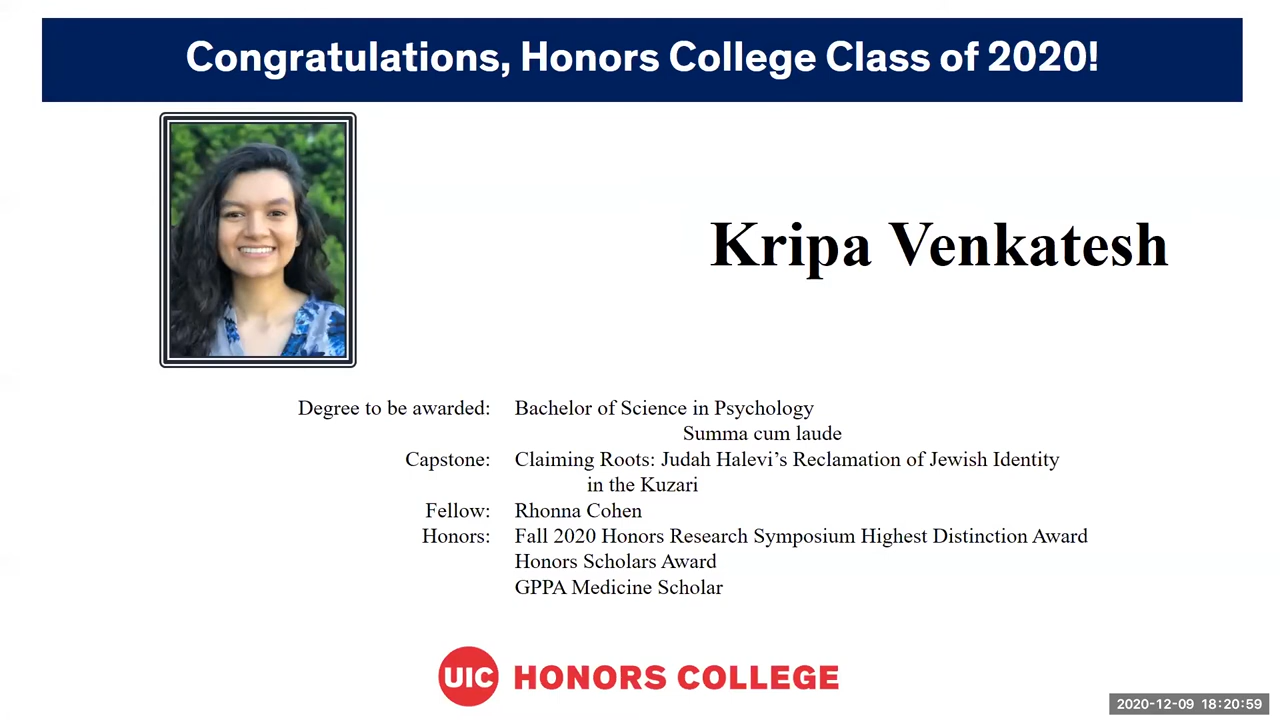 Congratulations, Honors College Class of 2020!
Kripa Venkatesh
Degree to be awarded: Bachelor of Science in Psychology
Summa cum laude
Capstone: Claiming Roots: Judah Halevi’s Reclamation of Jewish Identity
in the Kuzari
Fellow: Rhonna Cohen
Honors: Fall 2020 Honors Research Symposium Highest Distinction Award
Honors Scholars Award
GPPA Medicine Scholar
UIC HONORS COLLEGE
2020-12-09 18:20:59